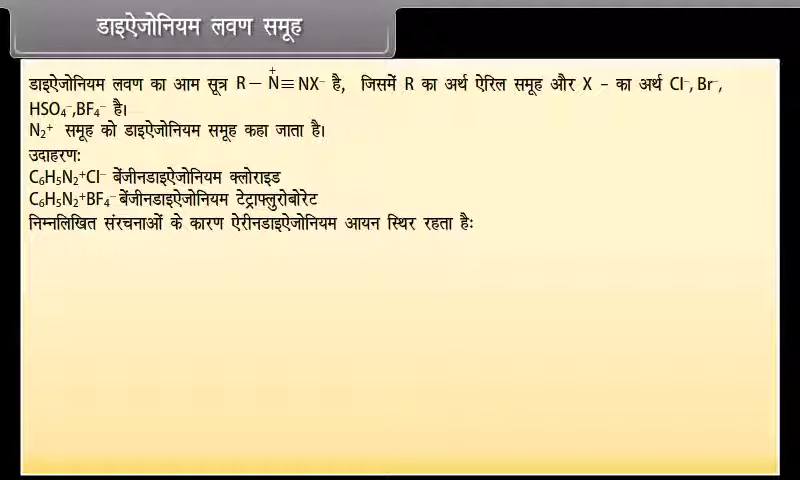 डाइऐजोनियम लवण समूह
डाइऐजोनियम लवण का आम सूत्र R − N⁺≡NX⁻ है, जिसमें R का अर्थ ऐरिल समूह और X - का अर्थ Cl⁻, Br⁻,
HSO₄⁻,BF₄⁻ है।
N₂⁺ समूह को डाइऐजोनियम समूह कहा जाता है।
उदाहरण:
C₆H₅N₂⁺Cl⁻ बेंजीनडाइऐजोनियम क्लोराइड
C₆H₅N₂⁺BF₄⁻ बेंजीनडाइऐजोनियम टेट्राफ्लुरोबोरेट
निम्नलिखित संरचनाओं के कारण ऐरीनडाइऐजोनियम आयन स्थिर रहता है: